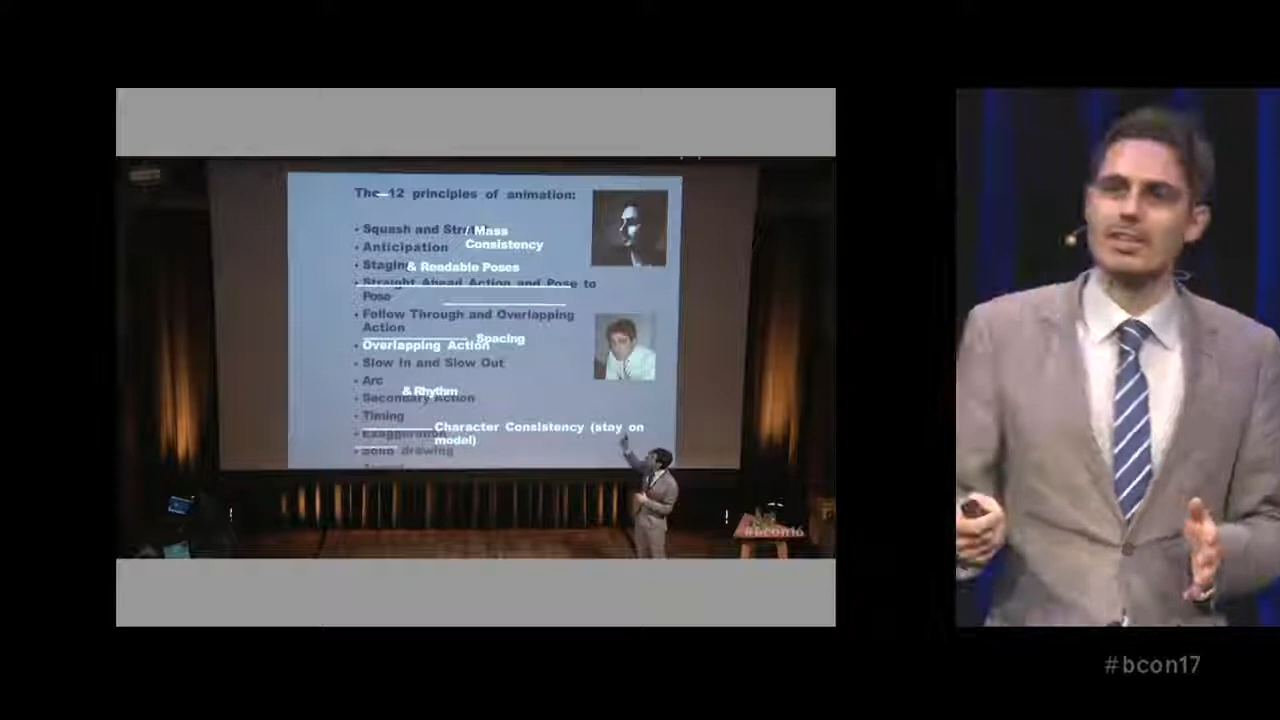 The 12 principles of animation:
• Squash and Stre / Mass
Consistency
• Anticipation
• Staging & Readable Poses
• Straight Ahead Action and Pose to
Pose
• Follow Through and Overlapping
Action
Spacing
• Overlapping Action
• Slow In and Slow Out
• Arc
& Rhythm
• Secondary Action
• Timing
Character Consistency (stay on
• Exaggeration
model)
• Solid drawing
#bcon16
#bcon17